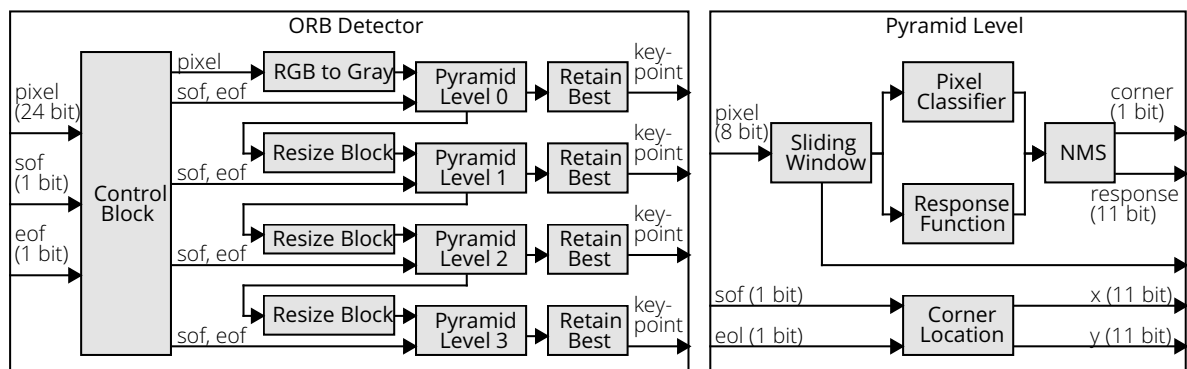 ORB Detector
pixel
(24 bit)
sof
(1 bit)
eof
(1 bit)
Control
Block
pixel
RGB to Gray
sof, eof
Pyramid
Level 0
Retain
Best
key-
point
Resize Block
sof, eof
Pyramid
Level 1
Retain
Best
key-
point
Resize Block
sof, eof
Pyramid
Level 2
Retain
Best
key-
point
Resize Block
sof, eof
Pyramid
Level 3
Retain
Best
key-
point
Pyramid Level
pixel
(8 bit)
Sliding
Window
Pixel
Classifier
Response
Function
NMS
corner
(1 bit)
response
(11 bit)
sof (1 bit)
eol (1 bit)
Corner
Location
x (11 bit)
y (11 bit)